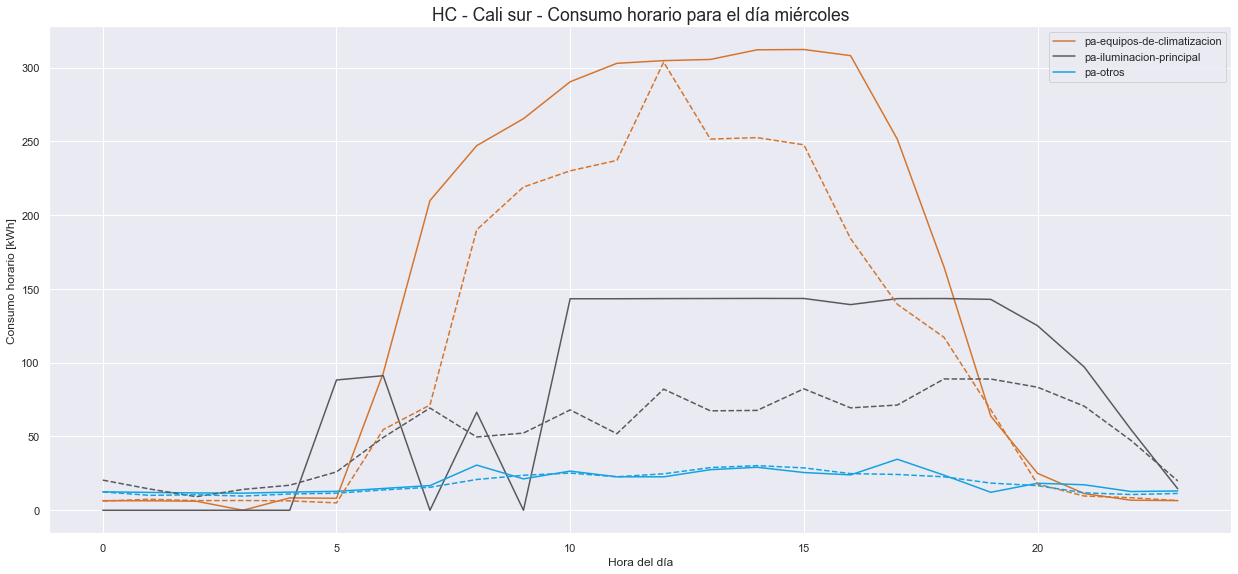 HC - Cali sur - Consumo horario para el día miércoles
pa-equipos-de-climatizacion
pa-iluminacion-principal
pa-otros
Consumo horario [kWh]
300
250
200
150
100
50
0
0 5 10 15 20
Hora del día